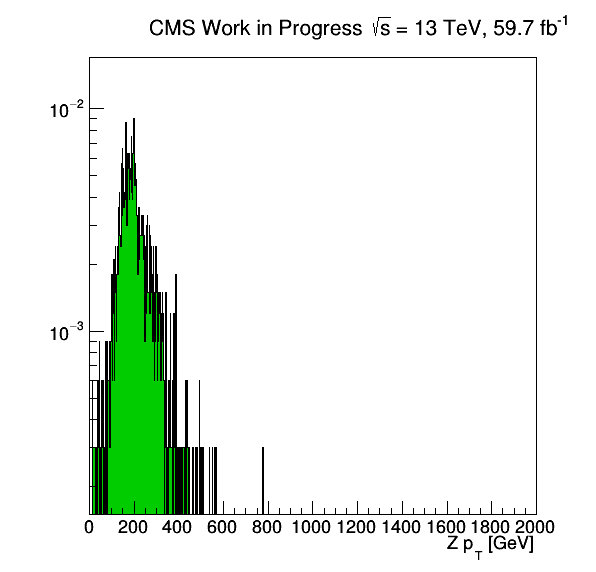 CMS Work in Progress √s = 13 TeV, 59.7 fb⁻¹
10⁻²
10⁻³
0 200 400 600 800 1000 1200 1400 1600 1800 2000
Z p_T [GeV]